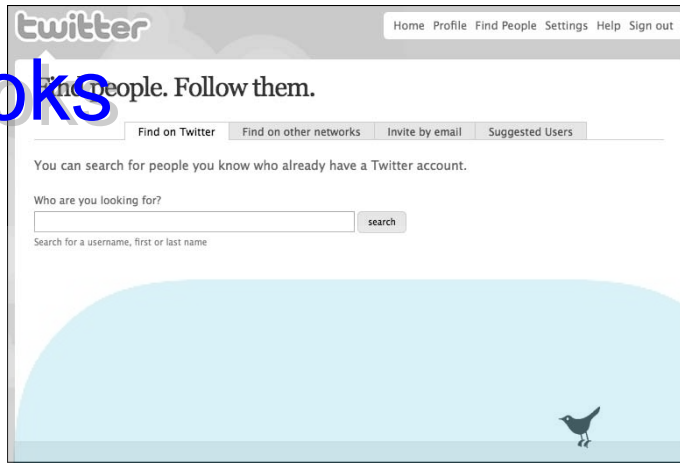 twitter
Home Profile Find People Settings Help Sign out
Find people. Follow them.
oks
Find on Twitter Find on other networks Invite by email Suggested Users
You can search for people you know who already have a Twitter account.
Who are you looking for?
search
Search for a username, first or last name